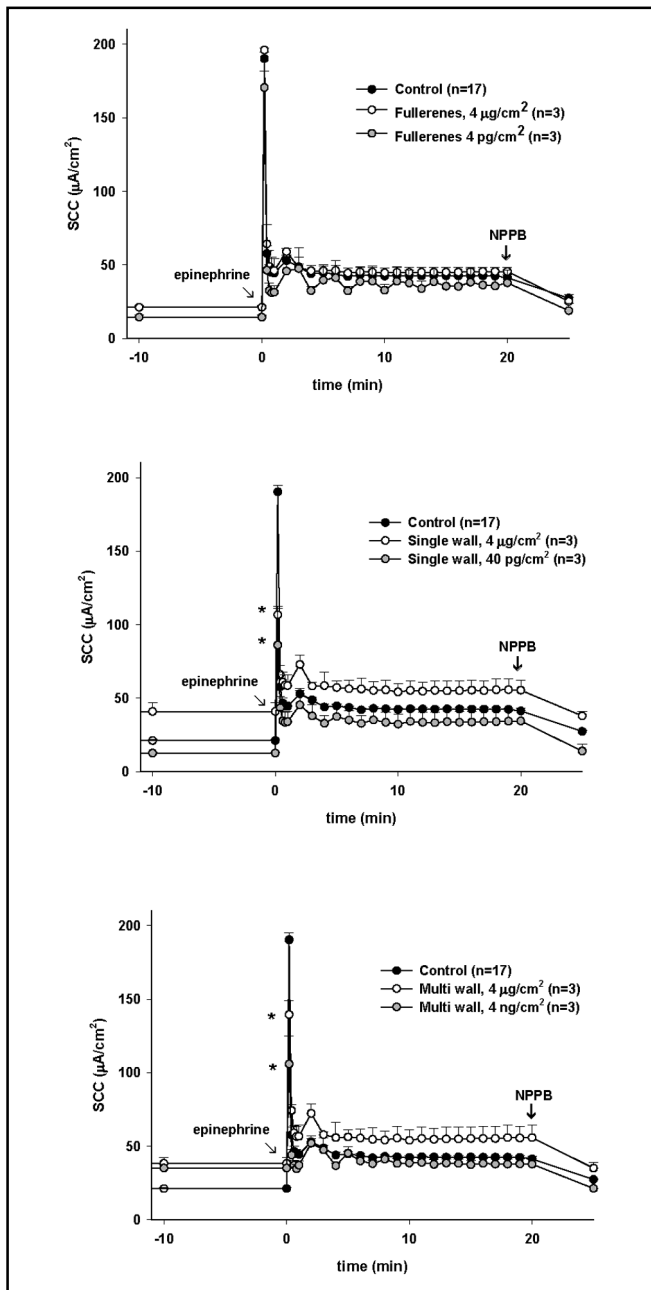 200
150
100
50
0
SCC (µA/cm²)
Control (n=17)
Fullerenes, 4 µg/cm² (n=3)
Fullerenes 4 pg/cm² (n=3)
NPPB
epinephrine
-10 0 10 20
time (min)
200
150
100
50
0
SCC (µA/cm²)
Control (n=17)
Single wall, 4 µg/cm² (n=3)
Single wall, 40 pg/cm² (n=3)
*
*
NPPB
epinephrine
-10 0 10 20
time (min)
200
150
100
50
0
SCC (µA/cm²)
Control (n=17)
Multi wall, 4 µg/cm² (n=3)
Multi wall, 4 ng/cm² (n=3)
*
*
NPPB
epinephrine
-10 0 10 20
time (min)